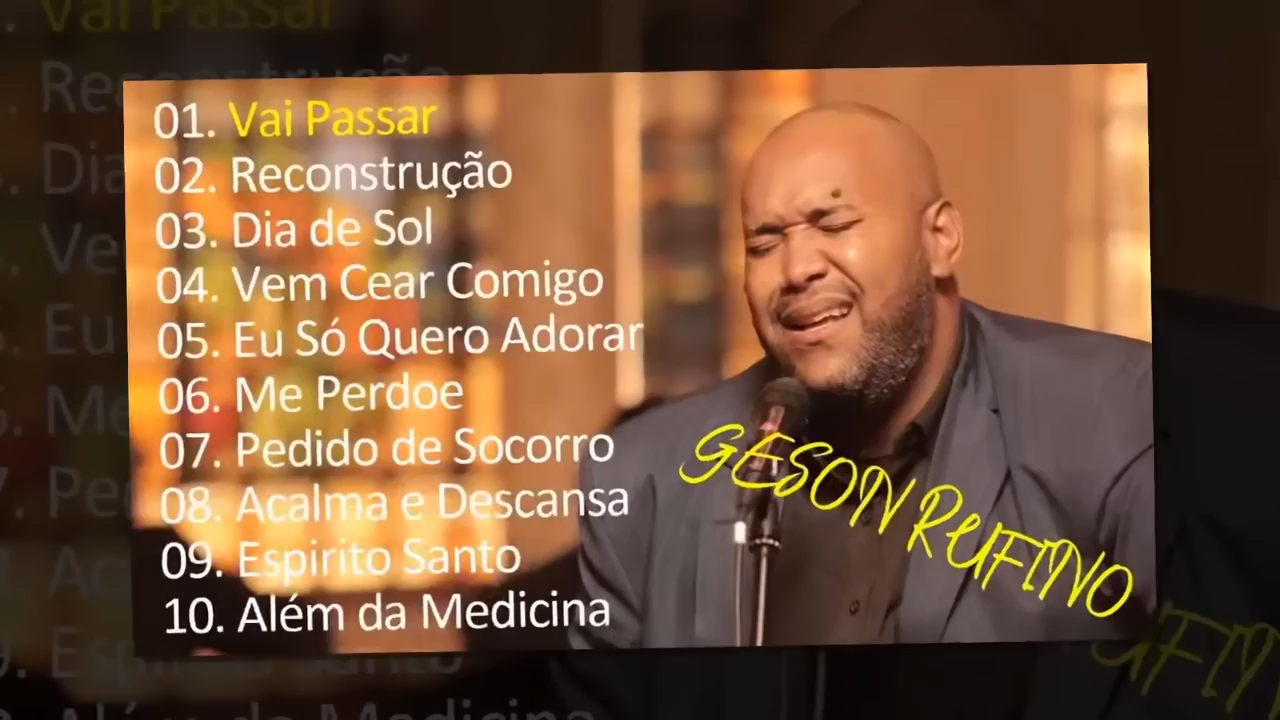 01. Vai Passar
02. Reconstrução
03. Dia de Sol
04. Vem Cear Comigo
05. Eu Só Quero Adorar
06. Me Perdoe
07. Pedido de Socorro
08. Acalma e Descansa
09. Espirito Santo
10. Além da Medicina
GESON RUFINO